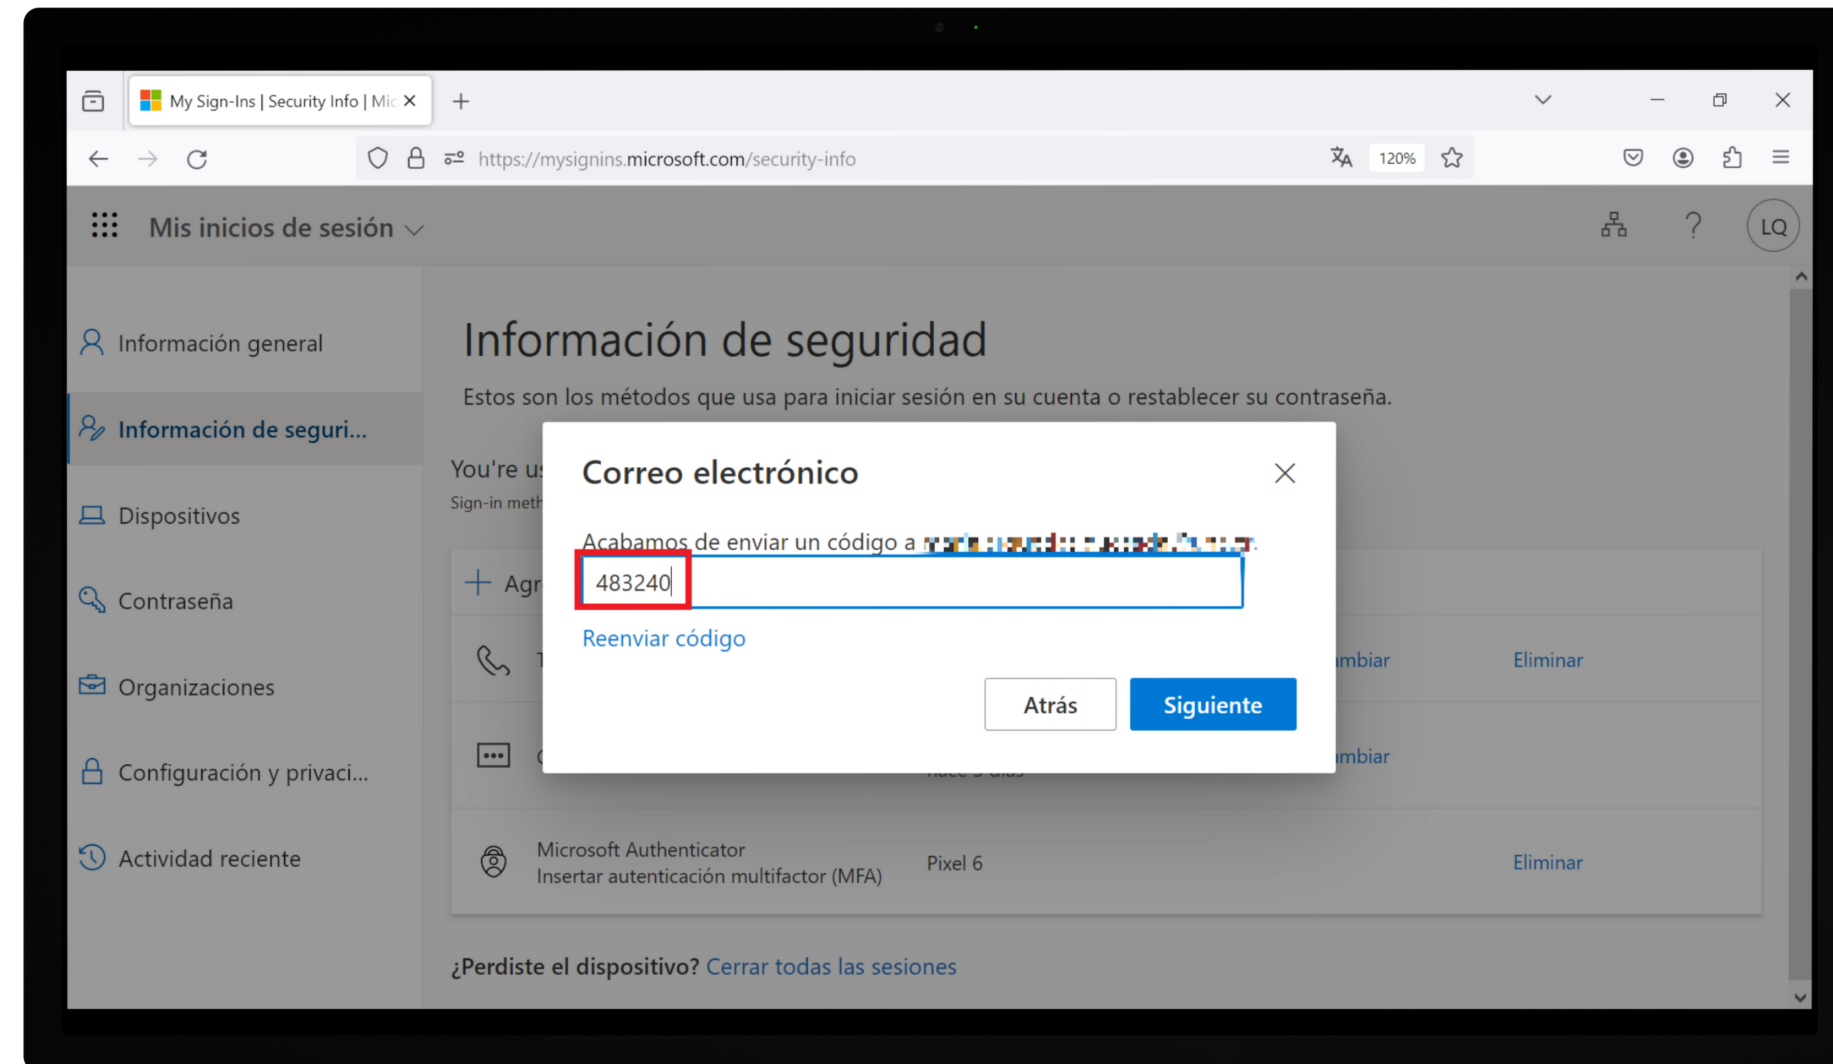 My Sign-Ins | Security Info | Mic
https://mysignins.microsoft.com/security-info
120%
Mis inicios de sesión
LQ
Información general
Información de seguri...
Dispositivos
Contraseña
Organizaciones
Configuración y privaci...
Actividad reciente
Información de seguridad
Estos son los métodos que usa para iniciar sesión en su cuenta o restablecer su contraseña.
You're
Sign-in
Correo electrónico
Acabamos de enviar un código a
483240
Reenviar código
Atrás
Siguiente
Eliminar
Microsoft Authenticator
Insertar autenticación multifactor (MFA)
Pixel 6
Eliminar
¿Perdiste el dispositivo? Cerrar todas las sesiones